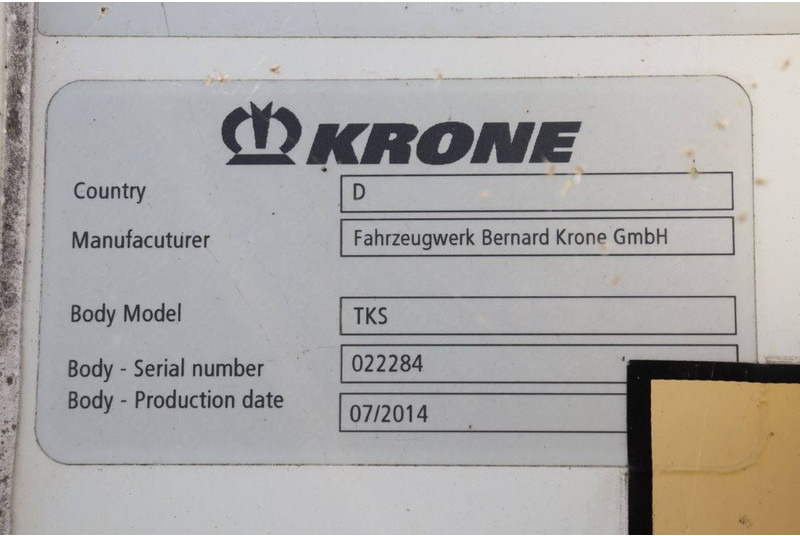 KRONE
Country D
Manufacuturer Fahrzeugwerk Bernard Krone GmbH
Body Model TKS
Body - Serial number 022284
Body - Production date 07/2014